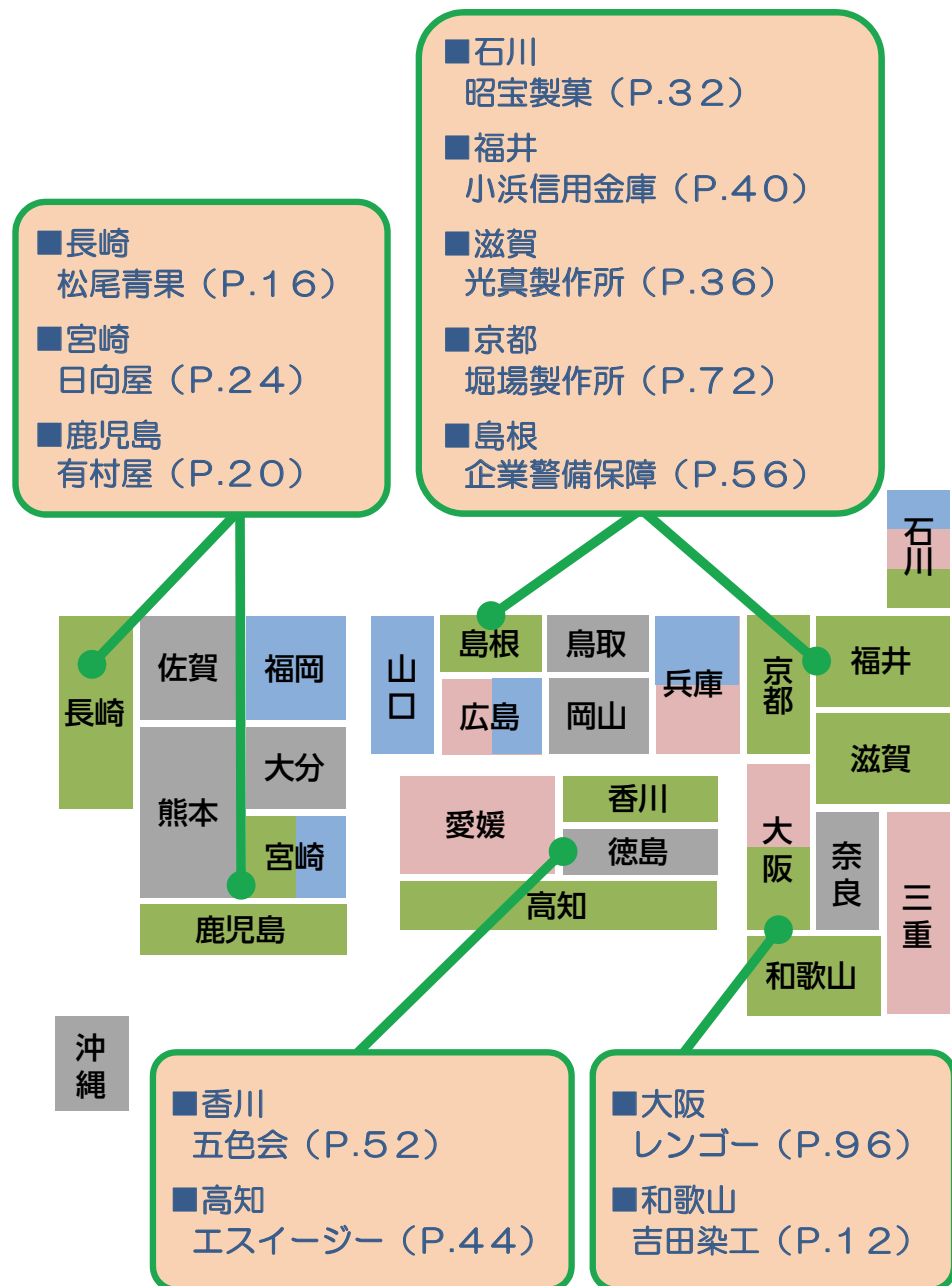 ■石川
昭宝製菓（P.32）
■福井
小浜信用金庫（P.40）
■滋賀
光真製作所（P.36）
■京都
堀場製作所（P.72）
■島根
企業警備保障（P.56）
■長崎
松尾青果（P.16）
■宮崎
日向屋（P.24）
■鹿児島
有村屋（P.20）
石川
長崎
佐賀
福岡
熊本
大分
宮崎
鹿児島
沖縄
山口
島根
鳥取
広島
岡山
兵庫
京都
福井
滋賀
愛媛
香川
徳島
高知
大阪
奈良
三重
和歌山
■香川
五色会（P.52）
■高知
エスイージー（P.44）
■大阪
レンゴー（P.96）
■和歌山
吉田染工（P.12）